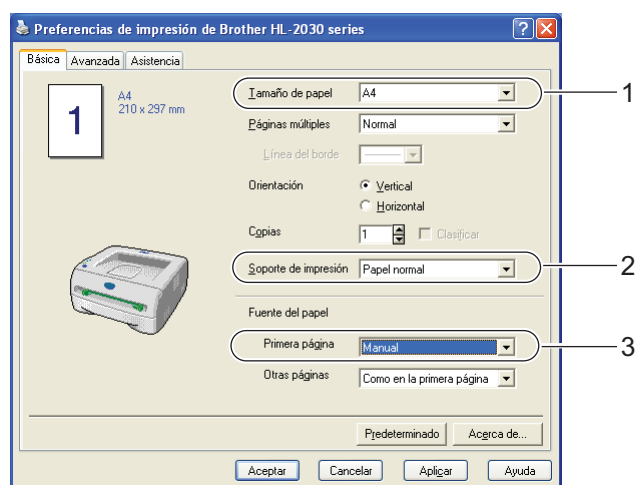 Preferencias de impresión de Brother HL-2030 series
Básica Avanzada Asistencia
1
A4
210 x 297 mm
Tamaño de papel A4 1
Páginas múltiples Normal
Línea del borde
Orientación Vertical
Horizontal
Copias 1 Clasificar
Soporte de impresión Papel normal 2
Fuente del papel
Primera página Manual 3
Otras páginas Como en la primera página
Predeterminado Acerca de...
Aceptar Cancelar Aplicar Ayuda